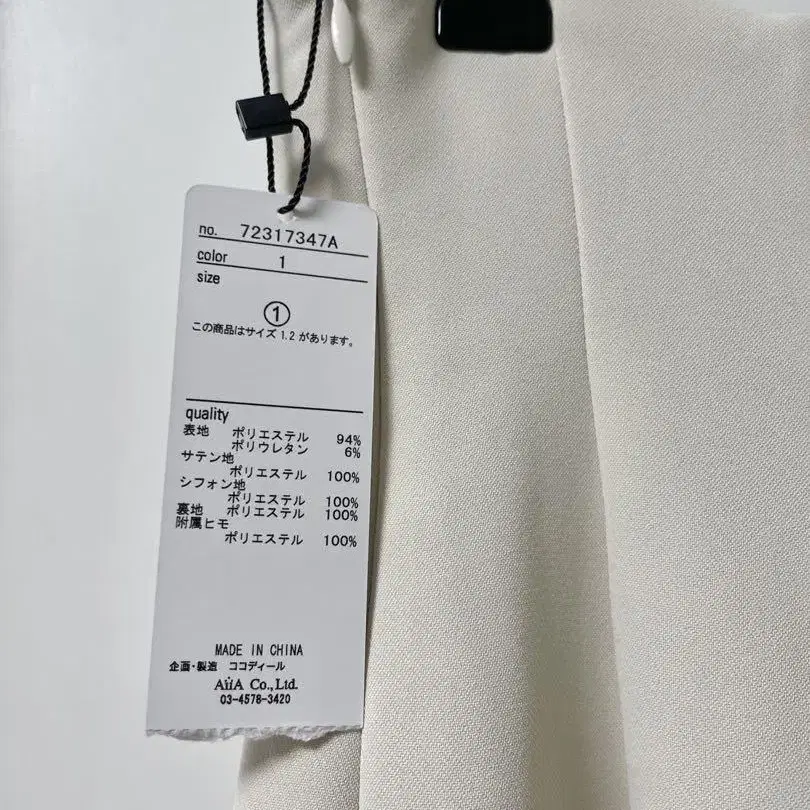 no. 72317347A
color 1
size
①
この商品はサイズ 1.2 があります。
quality
表地 ポリエステル 94%
ポリウレタン 6%
サテン地
ポリエステル 100%
シフォン地
ポリエステル 100%
裏地 ポリエステル 100%
附属ヒモ
ポリエステル 100%
MADE IN CHINA
企画・製造 ココディール
AïiA Co.,Ltd.
03-4578-3420